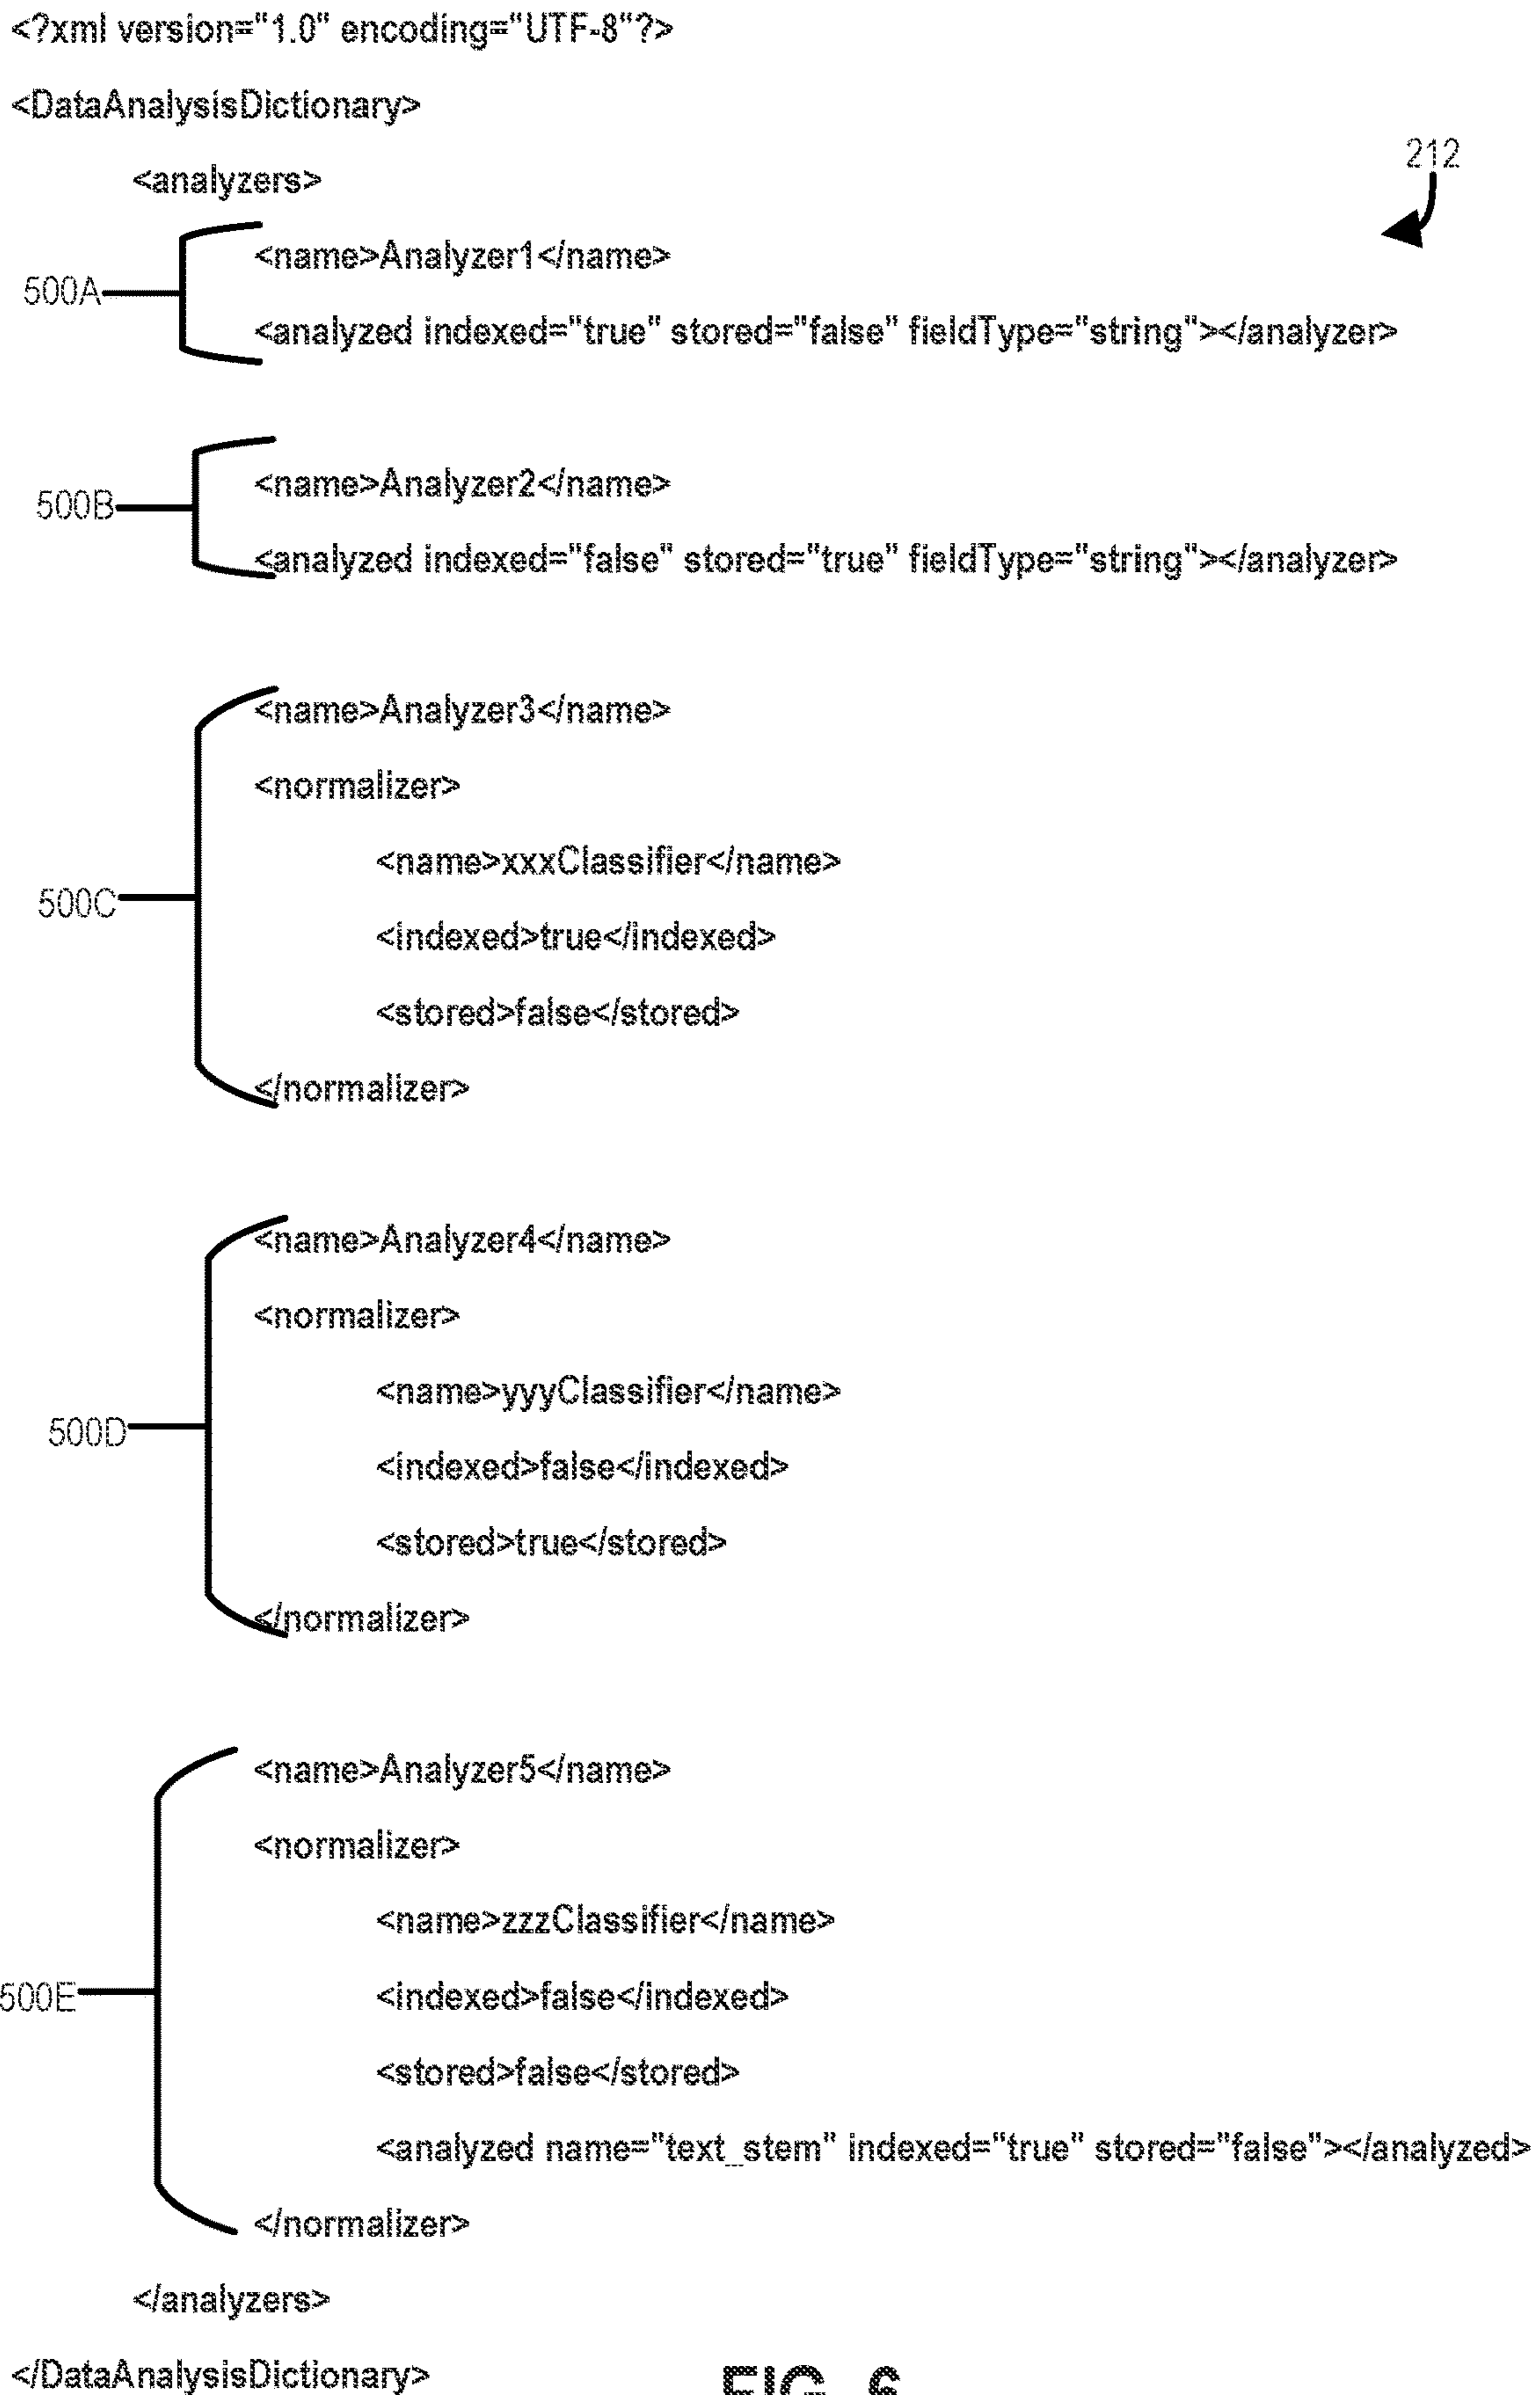 <?xml version="1.0" encoding="UTF-8"?>
<DataAnalysisDictionary>
212
<analyzers>
<name>Analyzer1</name>
500A
<analyzed indexed="true" stored="false" fieldType="string"></analyzer>
<name>Analyzer2</name>
500B
<analyzed indexed="false" stored="true" fieldType="string"></analyzer>
<name>Analyzer3</name>
<normalizer>
<name>xxxClassifier</name>
500C
<indexed>true</indexed>
<stored>false</stored>
</normalizer>
<name>Analyzer4</name>
<normalizer>
<name>yyyClassifier</name>
500D
<indexed>false</indexed>
<stored>true</stored>
</normalizer>
<name>Analyzer5</name>
<normalizer>
<name>zzzClassifier</name>
500E
<indexed>false</indexed>
<stored>false</stored>
<analyzed name="text_stem" indexed="true" stored="false"></analyzed>
</normalizer>
</analyzers>
</DataAnalysisDictionary>
FIG. 6